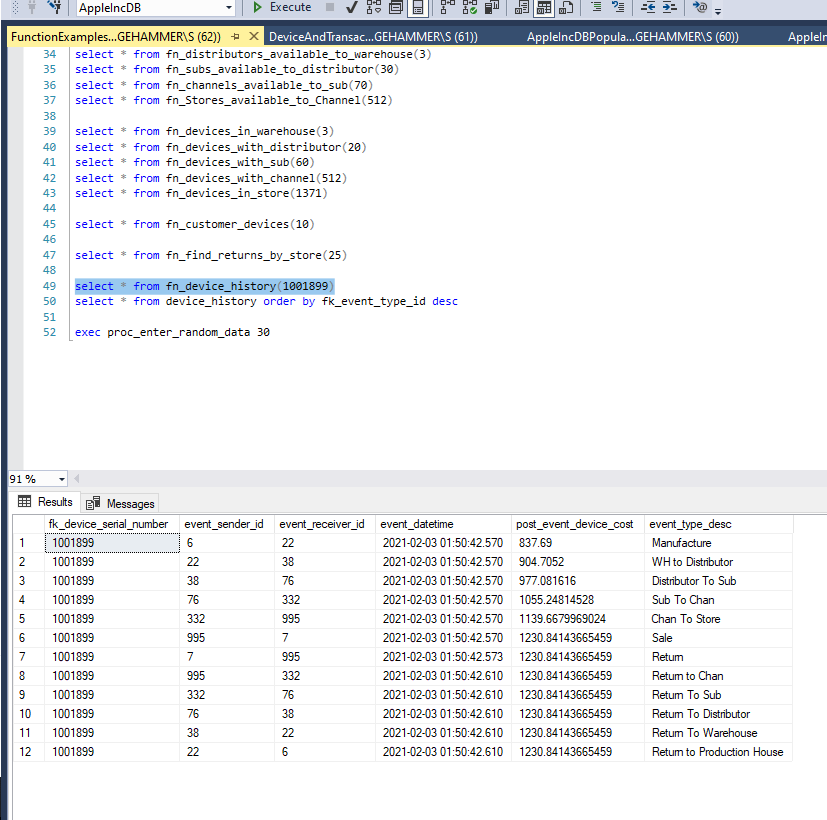 AppleIncDB Execute
FunctionExamples...GEHAMMER\S (62)) DeviceAndTransac...GEHAMMER\S (61)) AppleIncDBPopula...GEHAMMER\S (60)) AppleIn
34 select * from fn_distributors_available_to_warehouse(3)
35 select * from fn_subs_available_to_distributor(30)
36 select * from fn_channels_available_to_sub(70)
37 select * from fn_Stores_available_to_Channel(512)
38
39 select * from fn_devices_in_warehouse(3)
40 select * from fn_devices_with_distributor(20)
41 select * from fn_devices_with_sub(60)
42 select * from fn_devices_with_channel(512)
43 select * from fn_devices_in_store(1371)
44
45 select * from fn_customer_devices(10)
46
47 select * from fn_find_returns_by_store(25)
48
49 select * from fn_device_history(1001899)
50 select * from device_history order by fk_event_type_id desc
51
52 exec proc_enter_random_data 30
91 %
Results Messages
fk_device_serial_number event_sender_id event_receiver_id event_datetime post_event_device_cost event_type_desc
1 1001899 6 22 2021-02-03 01:50:42.570 837.69 Manufacture
2 1001899 22 38 2021-02-03 01:50:42.570 904.7052 WH to Distributor
3 1001899 38 76 2021-02-03 01:50:42.570 977.081616 Distributor To Sub
4 1001899 76 332 2021-02-03 01:50:42.570 1055.24814528 Sub To Chan
5 1001899 332 995 2021-02-03 01:50:42.570 1139.6679969024 Chan To Store
6 1001899 995 7 2021-02-03 01:50:42.570 1230.84143665459 Sale
7 1001899 7 995 2021-02-03 01:50:42.573 1230.84143665459 Return
8 1001899 995 332 2021-02-03 01:50:42.610 1230.84143665459 Return to Chan
9 1001899 332 76 2021-02-03 01:50:42.610 1230.84143665459 Return To Sub
10 1001899 76 38 2021-02-03 01:50:42.610 1230.84143665459 Return To Distributor
11 1001899 38 22 2021-02-03 01:50:42.610 1230.84143665459 Return To Warehouse
12 1001899 22 6 2021-02-03 01:50:42.610 1230.84143665459 Return to Production House